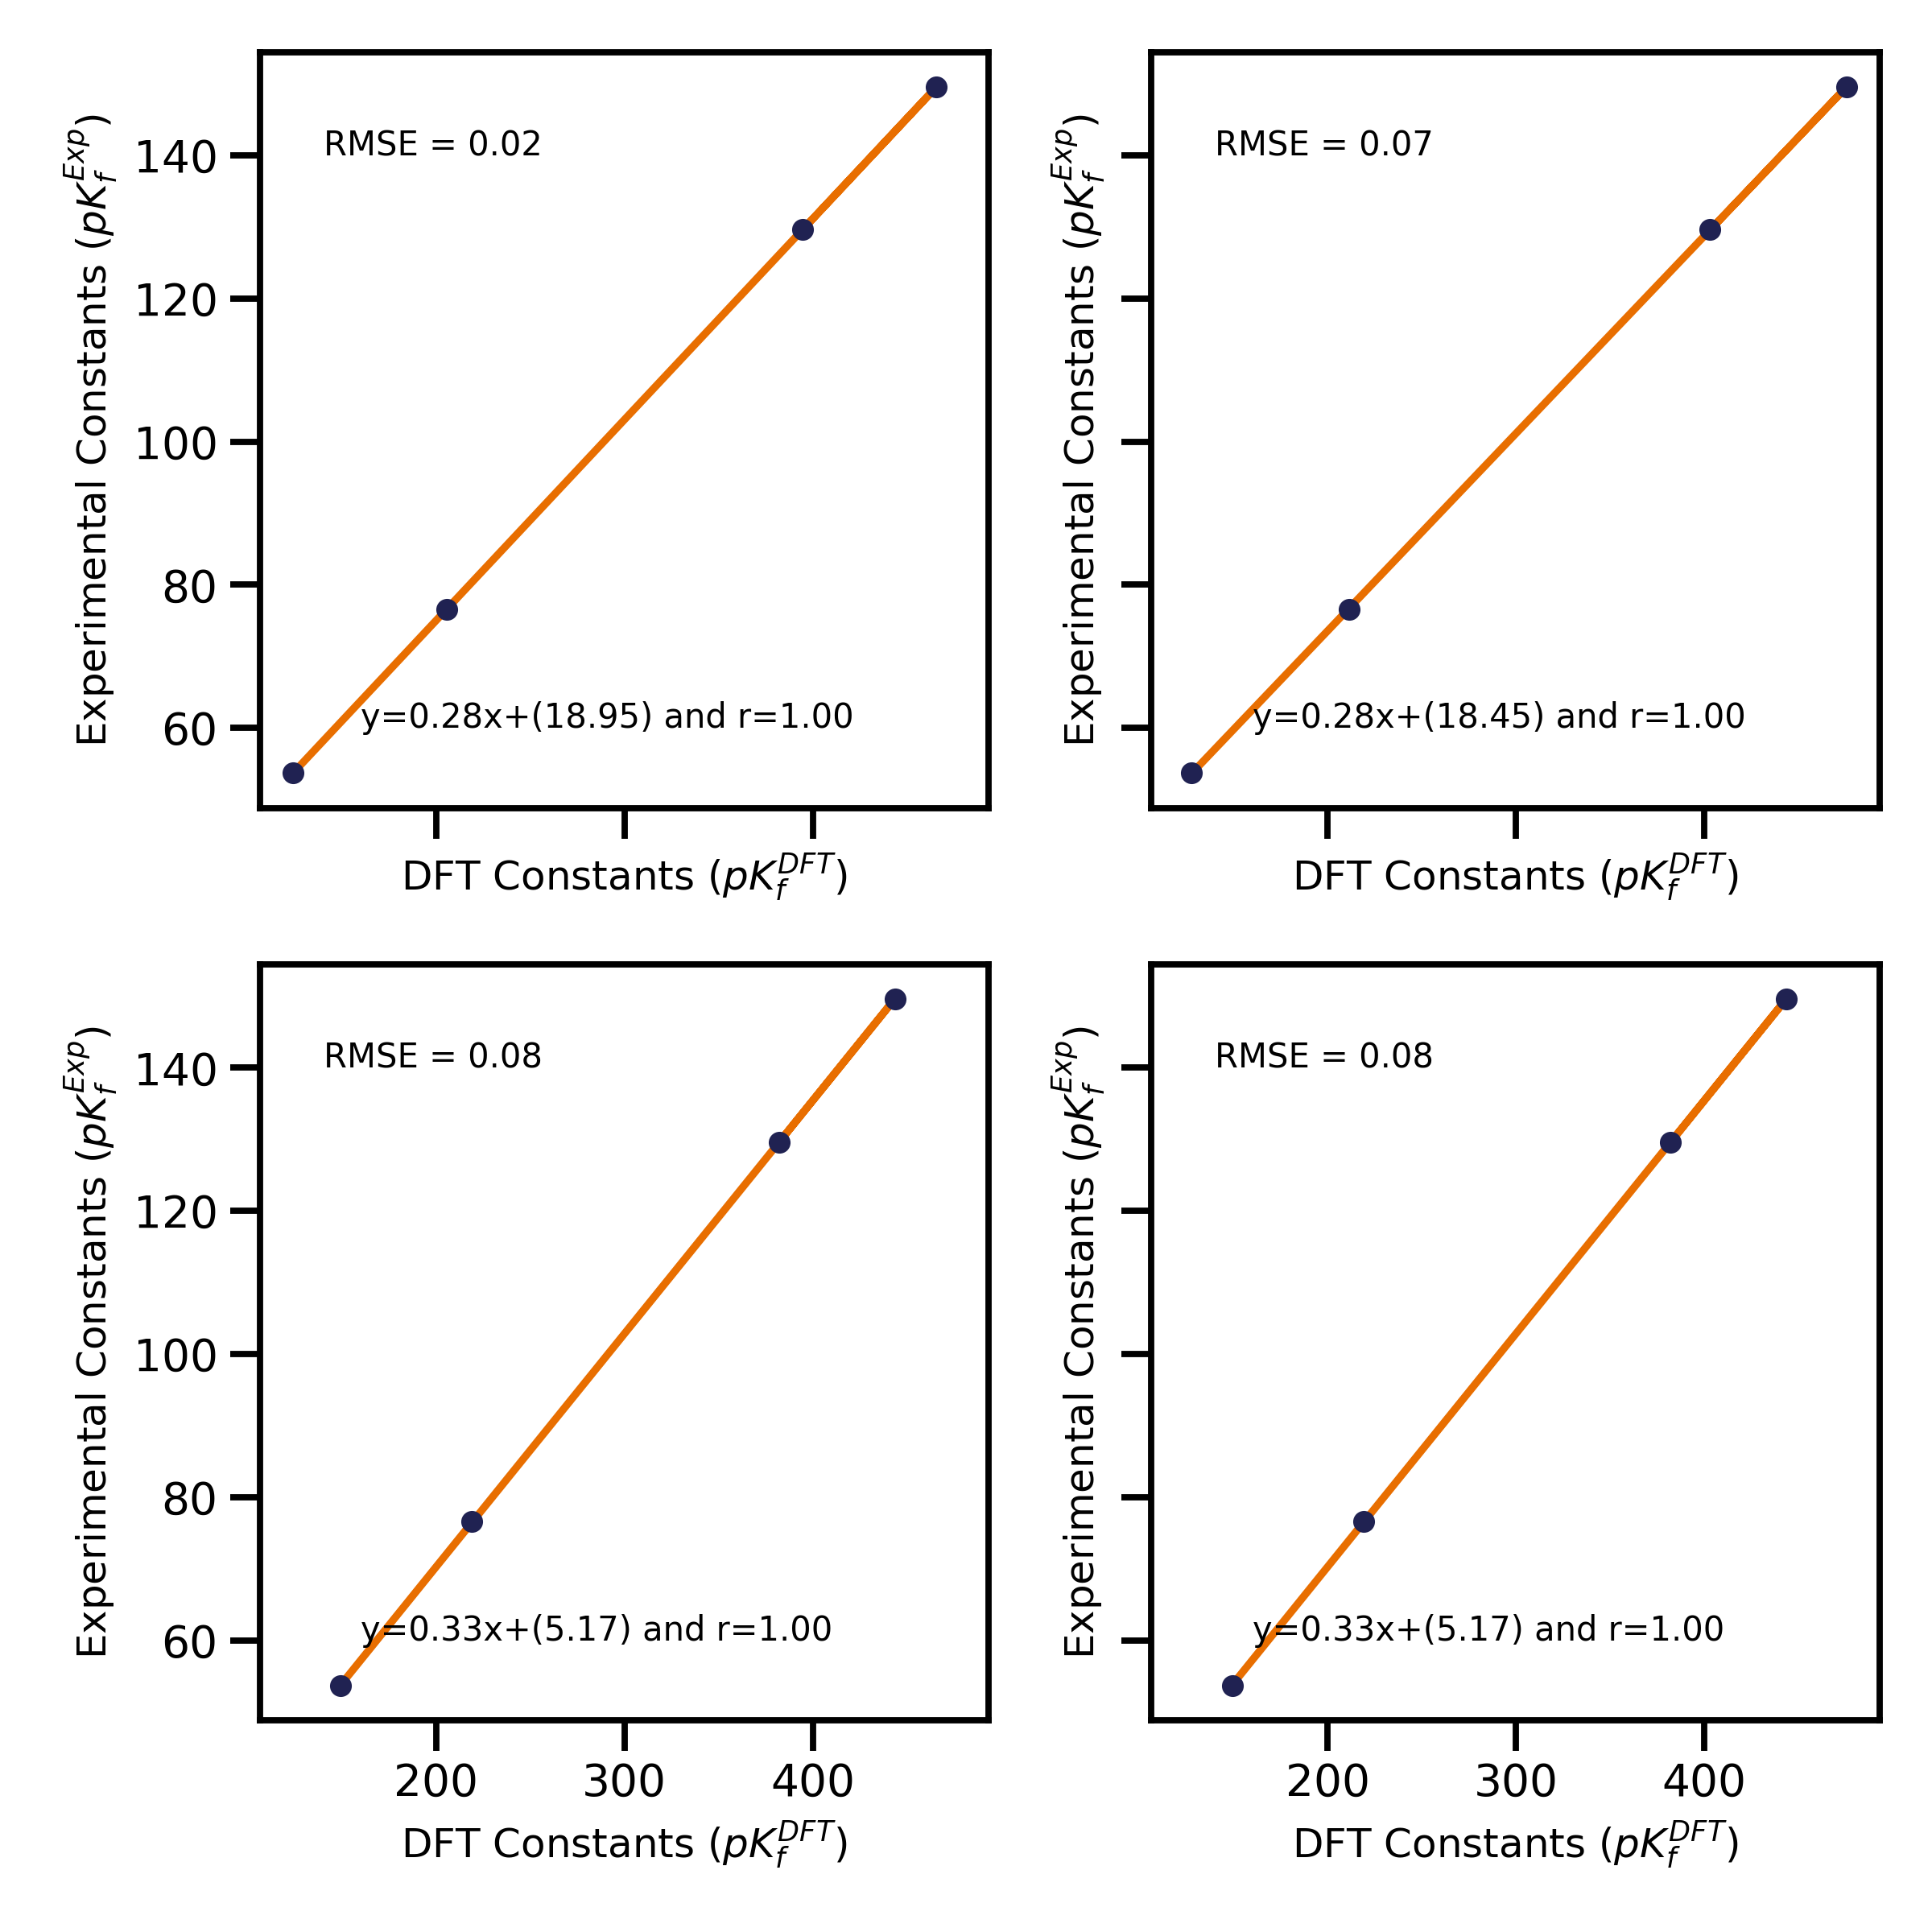 Experimental Constants (pK_f^{Exp})
140
120
100
80
60
RMSE = 0.02
y=0.28x+(18.95) and r=1.00
DFT Constants (pK_f^{DFT})
Experimental Constants (pK_f^{Exp})
RMSE = 0.07
y=0.28x+(18.45) and r=1.00
DFT Constants (pK_f^{DFT})
Experimental Constants (pK_f^{Exp})
140
120
100
80
60
RMSE = 0.08
y=0.33x+(5.17) and r=1.00
200 300 400
DFT Constants (pK_f^{DFT})
Experimental Constants (pK_f^{Exp})
RMSE = 0.08
y=0.33x+(5.17) and r=1.00
200 300 400
DFT Constants (pK_f^{DFT})